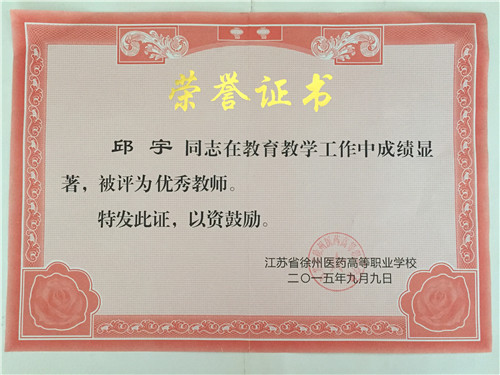 荣誉证书
邱宇 同志在教育教学工作中成绩显
著，被评为优秀教师。
特发此证，以资鼓励。
江苏省徐州医药高等职业学校
二〇一五年九月九日